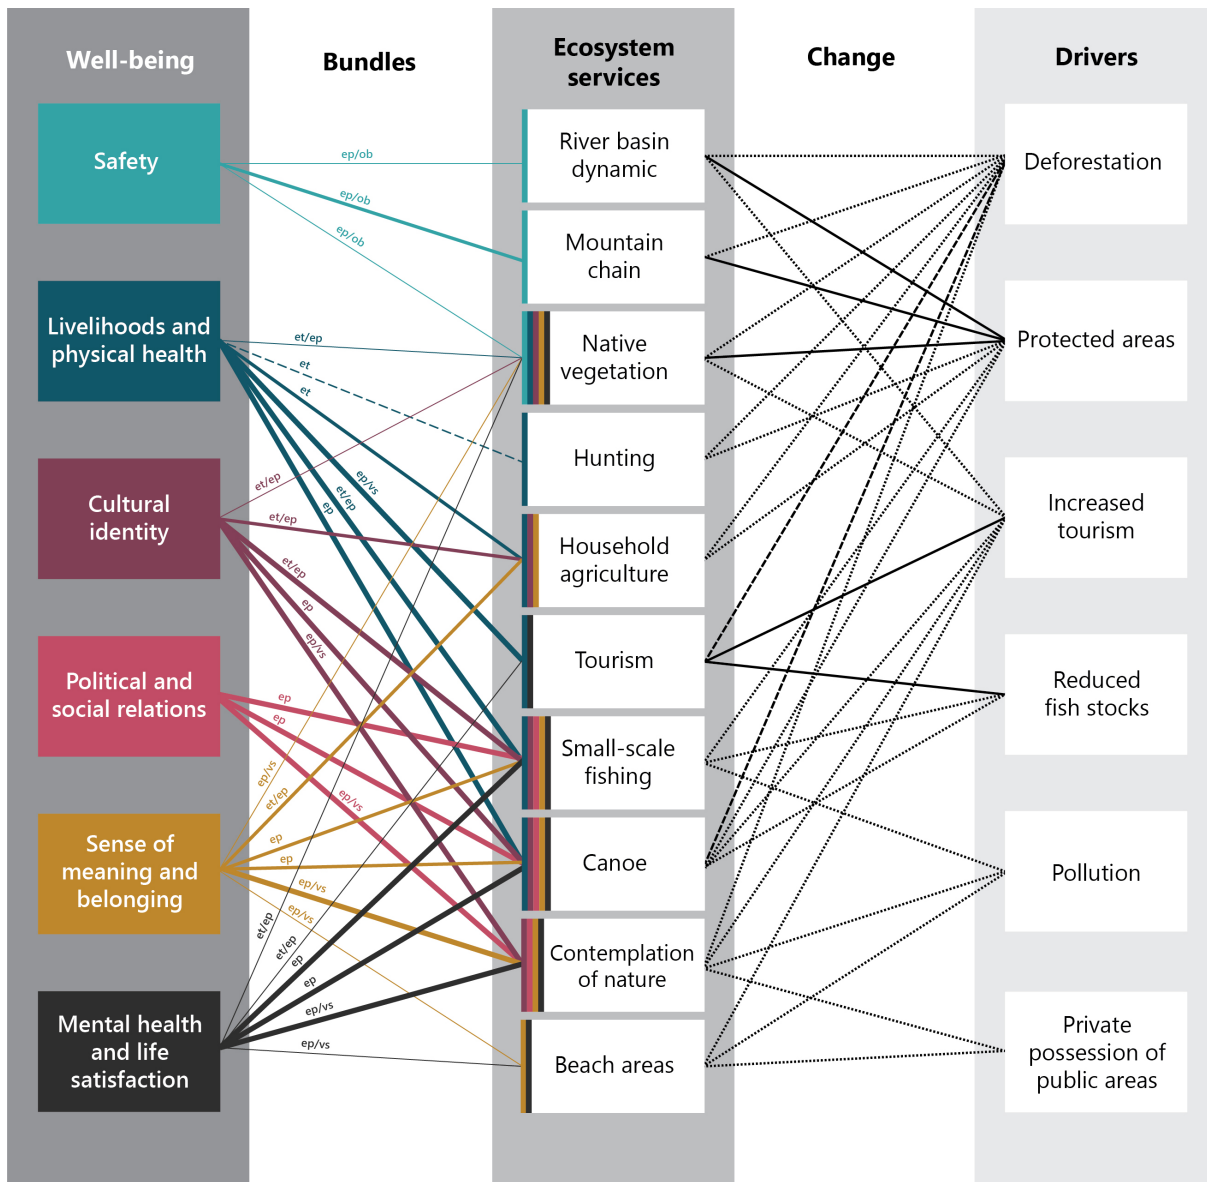 Well-being
Bundles
Ecosystem
services
Change
Drivers
Safety
Livelihoods and
physical health
Cultural
identity
Political and
social relations
Sense of
meaning and
belonging
Mental health
and life
satisfaction
ep/ob
ep/ob
ep/ob
et/ep
et
et
ep/vs
et/ep
ep
et/ep
et/ep
et/ep
ep
ep/vs
ep
ep
ep/vs
ep/vs
et/ep
ep
ep
ep/vs
ep/vs
et/ep
et/ep
ep
ep
ep/vs
ep/vs
River basin
dynamic
Mountain
chain
Native
vegetation
Hunting
Household
agriculture
Tourism
Small-scale
fishing
Canoe
Contemplation
of nature
Beach areas
Deforestation
Protected areas
Increased
tourism
Reduced
fish stocks
Pollution
Private
possession of
public areas